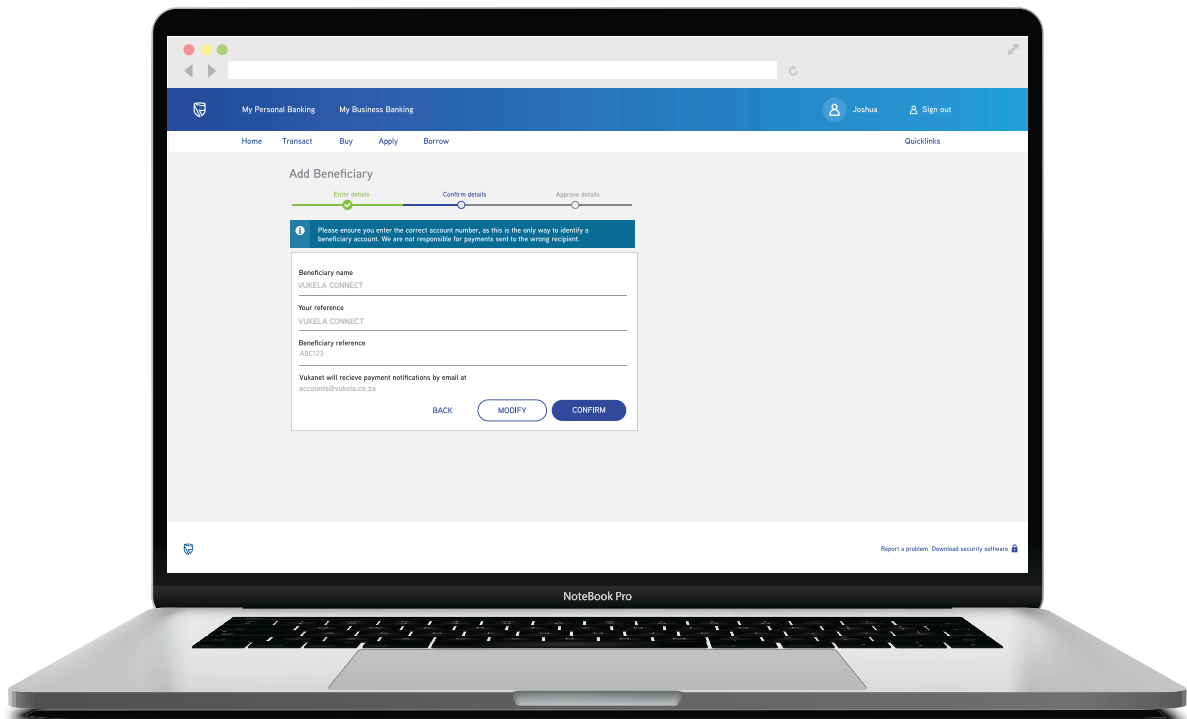 My Personal Banking My Business Banking Joshua Sign out
Home Transact Buy Apply Borrow Quicklinks
Add Beneficiary
Enter details Confirm details Approve details
Please ensure you enter the correct account number, as this is the only way to identify a
beneficiary account. We are not responsible for payments sent to the wrong recipient.
Beneficiary name
VUKELA CONNECT
Your reference
VUKELA CONNECT
Beneficiary reference
ABC123
Vukanet will recieve payment notifications by email at
accounts@vukela.co.za
BACK MODIFY CONFIRM
Report a problem Download security software
NoteBook Pro